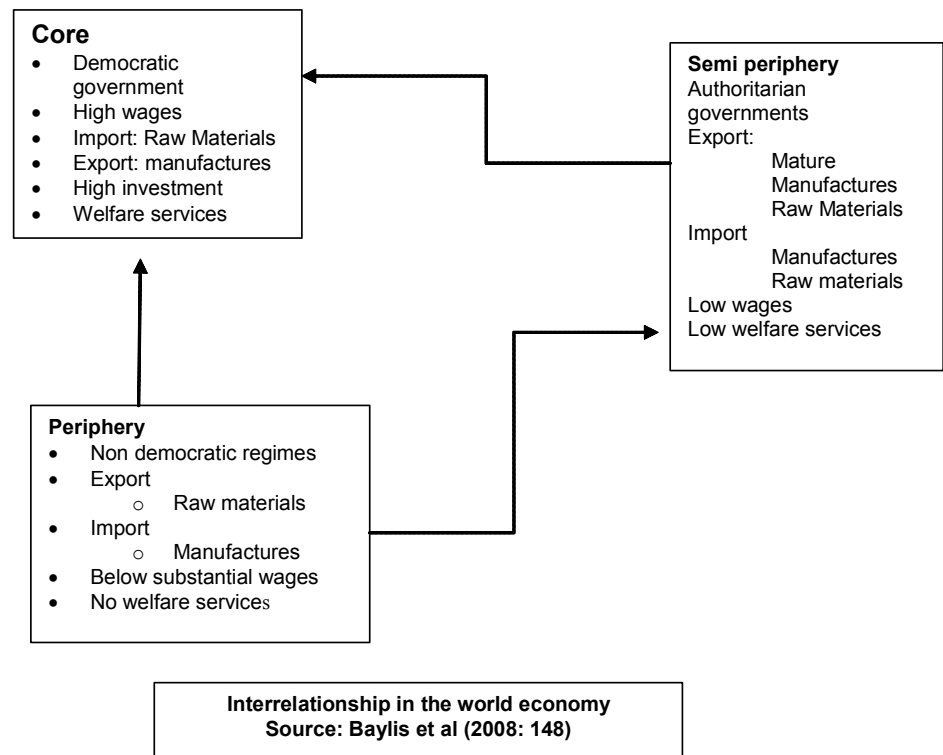 Core
• Democratic
government
• High wages
• Import: Raw Materials
• Export: manufactures
• High investment
• Welfare services
Semi periphery
Authoritarian
governments
Export:
Mature
Manufactures
Raw Materials
Import
Manufactures
Raw materials
Low wages
Low welfare services
Periphery
• Non democratic regimes
• Export
o Raw materials
• Import
o Manufactures
• Below substantial wages
• No welfare services
Interrelationship in the world economy
Source: Baylis et al (2008: 148)